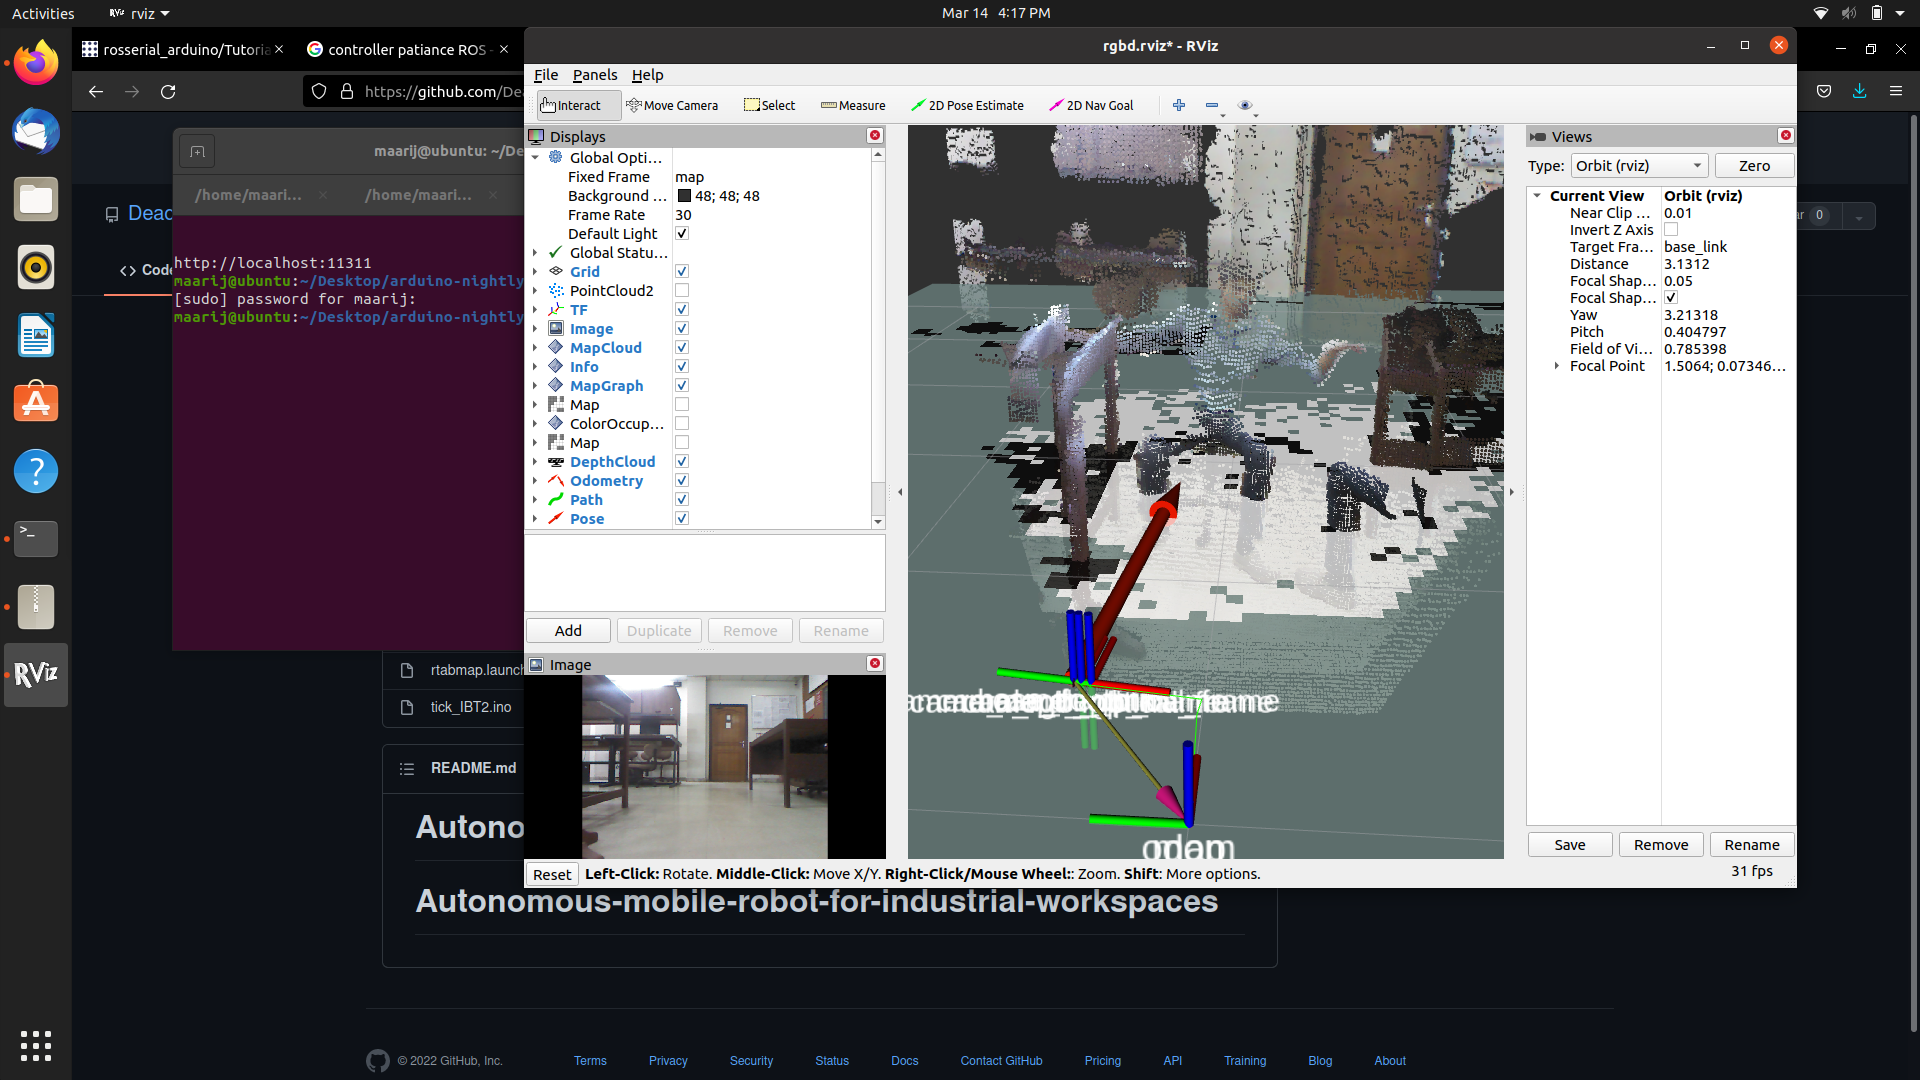 Activities
rviz
Mar 14 4:17 PM
rosserial_arduino/Tutoria
controller patiance ROS -
https://github.com/Dea
rgbd.rviz* - RViz
File Panels Help
Interact
Move Camera
Select
Measure
2D Pose Estimate
2D Nav Goal
maarij@ubuntu: ~/De
/home/maari...
/home/maari...
http://localhost:11311
maarij@ubuntu:~/Desktop/arduino-nightly
[sudo] password for maarij:
maarij@ubuntu:~/Desktop/arduino-nightly
Code
Displays
Global Opti...
Fixed Frame map
Background ... 48; 48; 48
Frame Rate 30
Default Light
Global Statu...
Grid
PointCloud2
TF
Image
MapCloud
Info
MapGraph
Map
ColorOccup...
Map
DepthCloud
Odometry
Path
Pose
Add
Duplicate
Remove
Rename
Image
Views
Type: Orbit (rviz) Zero
Current View Orbit (rviz)
Near Clip ... 0.01
Invert Z Axis
Target Fra... base_link
Distance 3.1312
Focal Shap... 0.05
Focal Shap...
Yaw 3.21318
Pitch 0.404797
Field of Vi... 0.785398
Focal Point 1.5064; 0.07346...
Save
Remove
Rename
Reset
Left-Click: Rotate. Middle-Click: Move X/Y. Right-Click/Mouse Wheel:: Zoom. Shift: More options.
31 fps
0
RViz
rtabmap.launch
tick_IBT2.ino
README.md
Autono
Autonomous-mobile-robot-for-industrial-workspaces
© 2022 GitHub, Inc.
Terms
Privacy
Security
Status
Docs
Contact GitHub
Pricing
API
Training
Blog
About